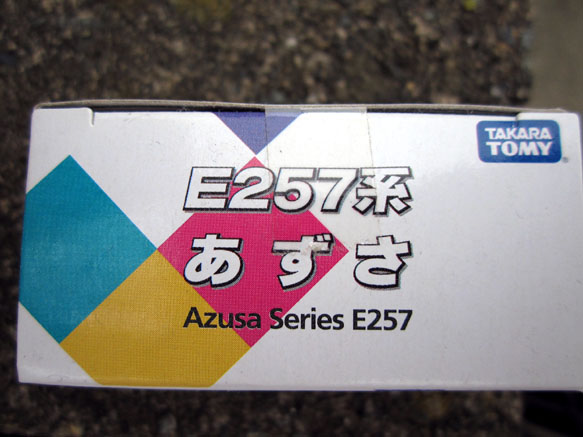 TAKARA
TOMY
E257系
あずさ
Azusa Series E257